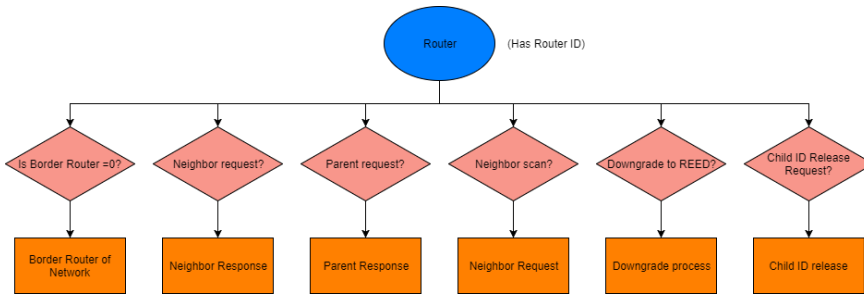 Router
(Has Router ID)
Is Border Router =0?
Neighbor request?
Parent request?
Neighbor scan?
Downgrade to REED?
Child ID Release
Request?
Border Router of
Network
Neighbor Response
Parent Response
Neighbor Request
Downgrade process
Child ID release